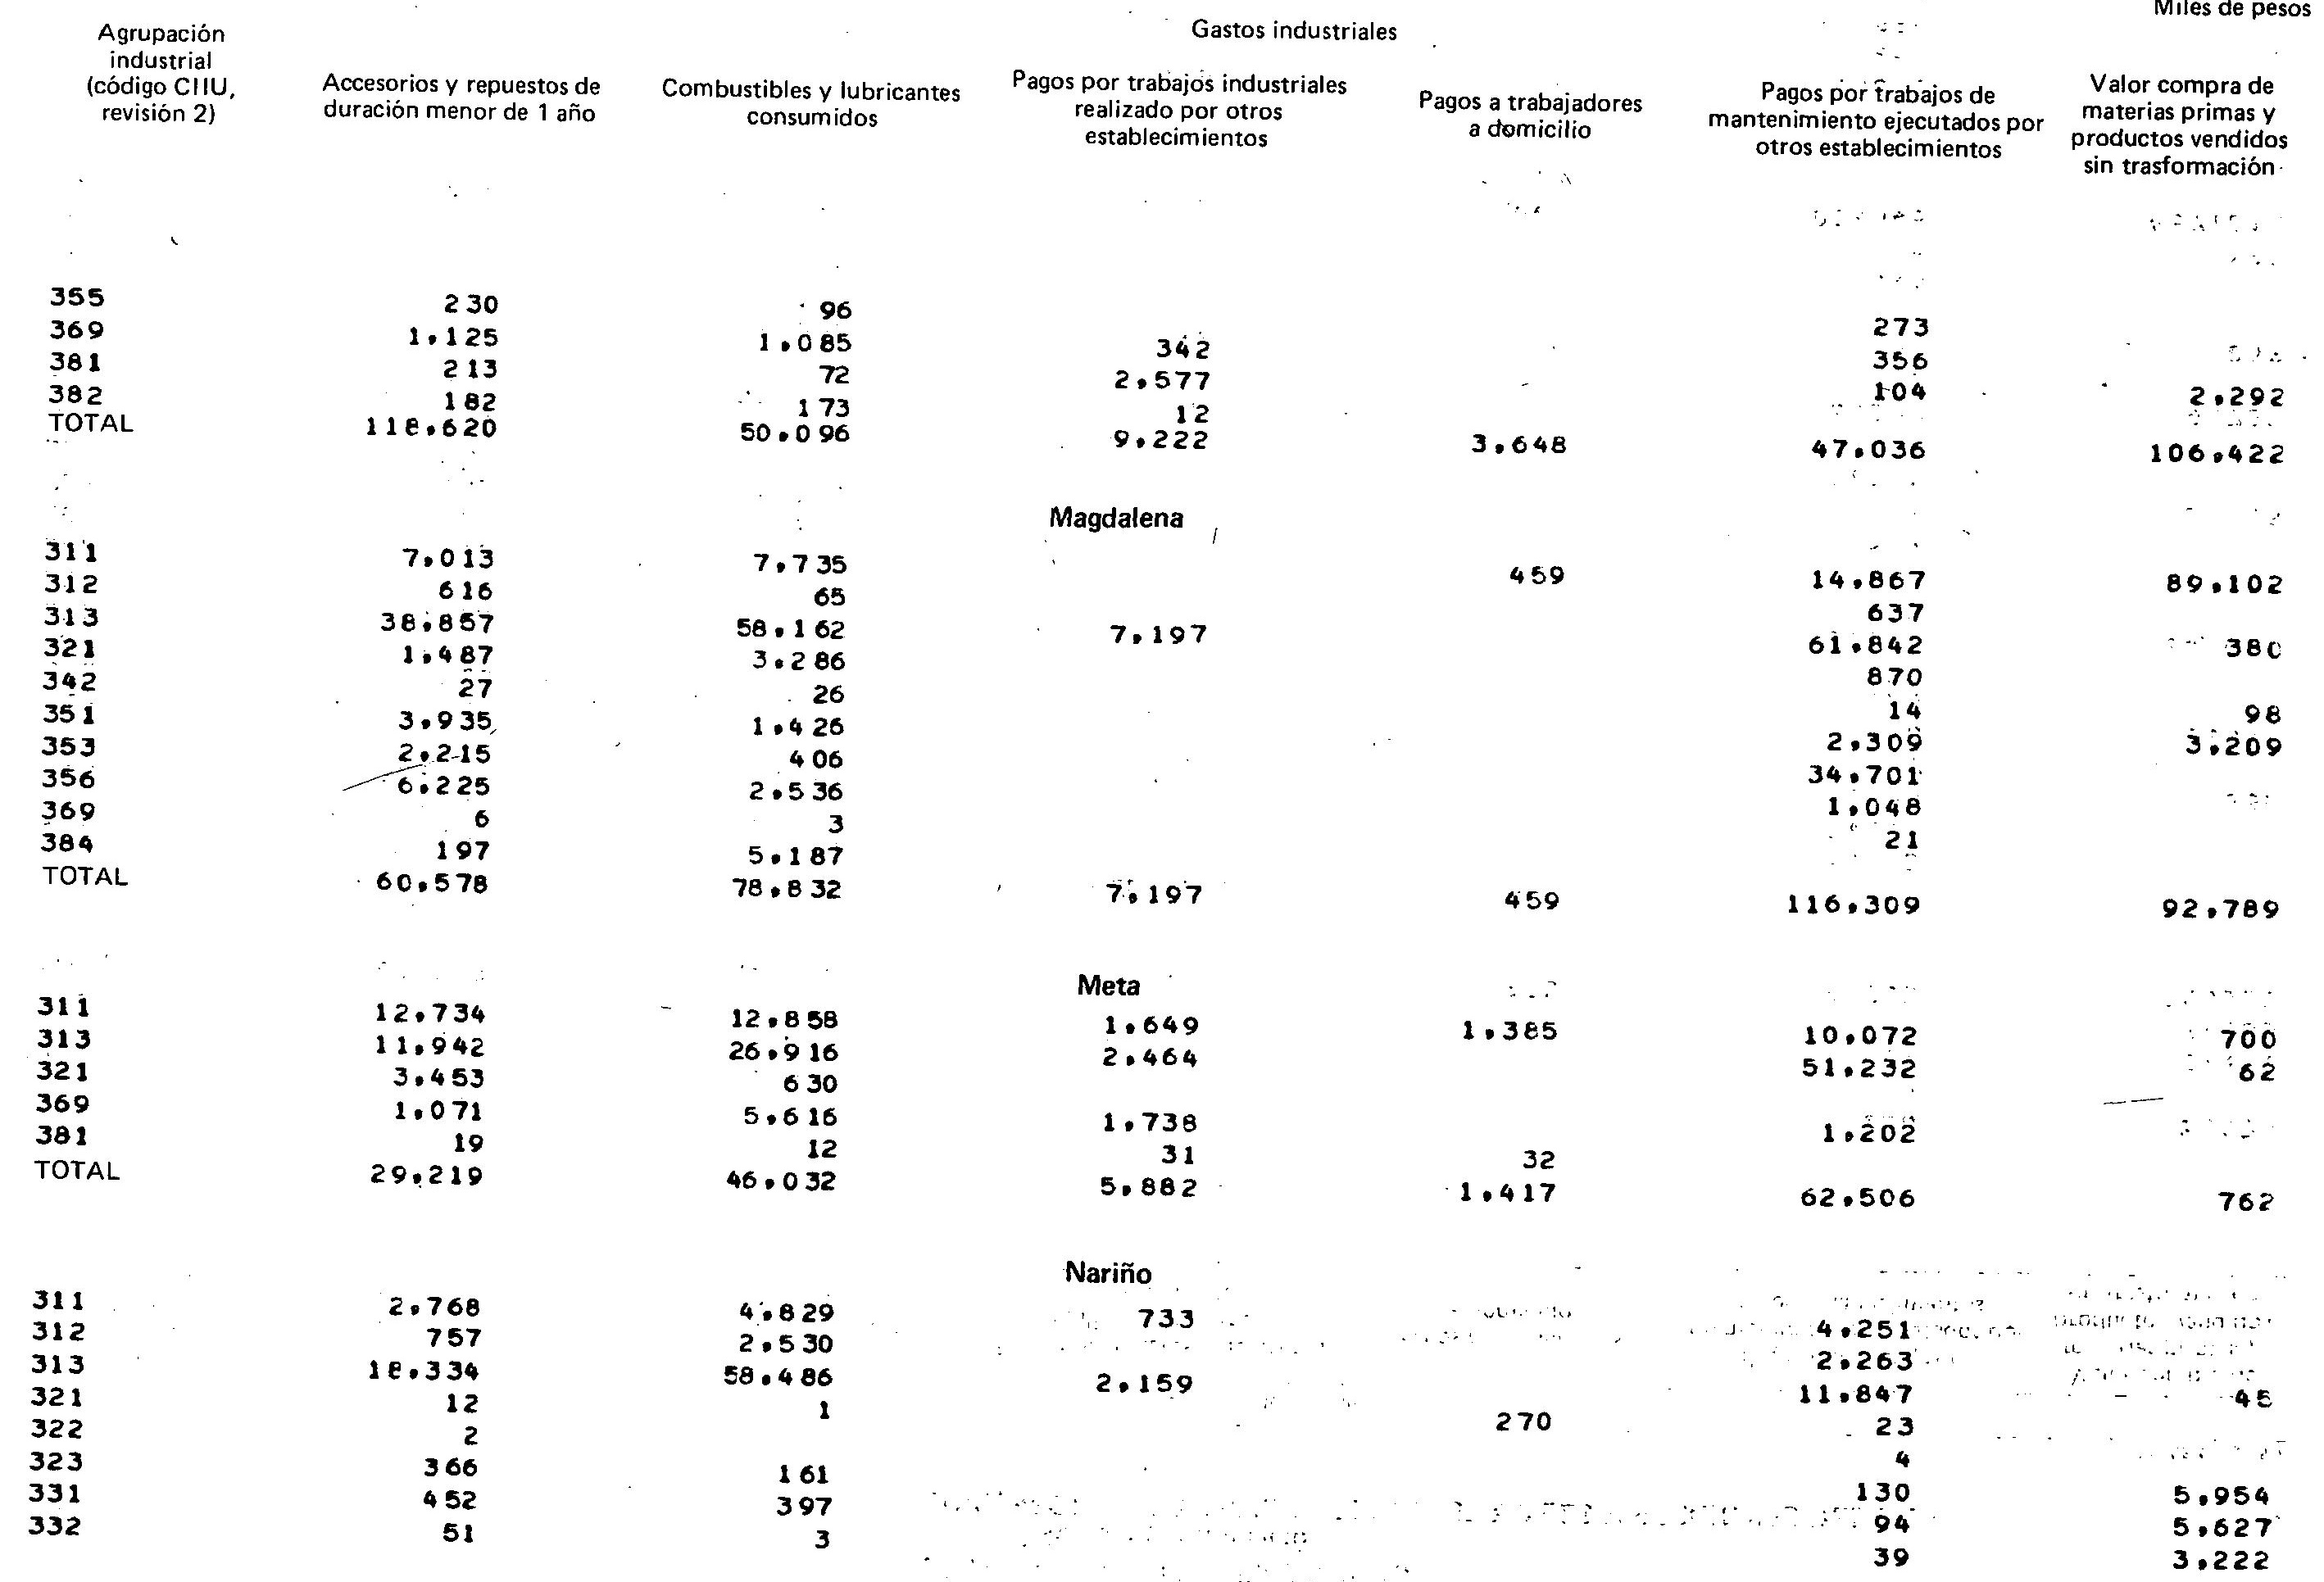 Miles de pesos
Gastos industriales
Agrupación
industrial
(código CIIU,
revisión 2)
Accesorios y repuestos de
duración menor de 1 año
Combustibles y lubricantes
consumidos
Pagos por trabajos industriales
realizado por otros
establecimientos
Pagos a trabajadores
a domicilio
Pagos por trabajos de
mantenimiento ejecutados por
otros establecimientos
Valor compra de
materias primas y
productos vendidos
sin trasformación
355 230 96 273
369 1,125 1,085 342 356
381 213 72 2,577 104 2,292
382 182 173 12
TOTAL 118,620 50,096 9,222 3,648 47,036 106,422
Magdalena
311 7,013 7,735 459 14,867 89,102
312 616 65 637
313 38,857 58,162 7,197 61,842 380
321 1,487 3,286 870
342 27 26 14 98
351 3,935 1,426 2,309 3,209
353 2,215 406 34,701
356 6,225 2,536 1,048
369 6 3 21
384 197 5,187
TOTAL 60,578 78,832 7,197 459 116,309 92,789
Meta
311 12,734 12,858 1,649 1,385 10,072 700
313 11,942 26,916 2,464 51,232 62
321 3,453 630
369 1,071 5,616 1,738 1,202
381 19 12 31 32
TOTAL 29,219 46,032 5,882 1,417 62,506 762
Nariño
311 2,768 4,829 733 4,251
312 757 2,530 2,263
313 18,334 58,486 2,159 11,847 45
321 12 1 270 23
322 2 4
323 366 161 130 5,954
331 452 397 94 5,627
332 51 3 39 3,222